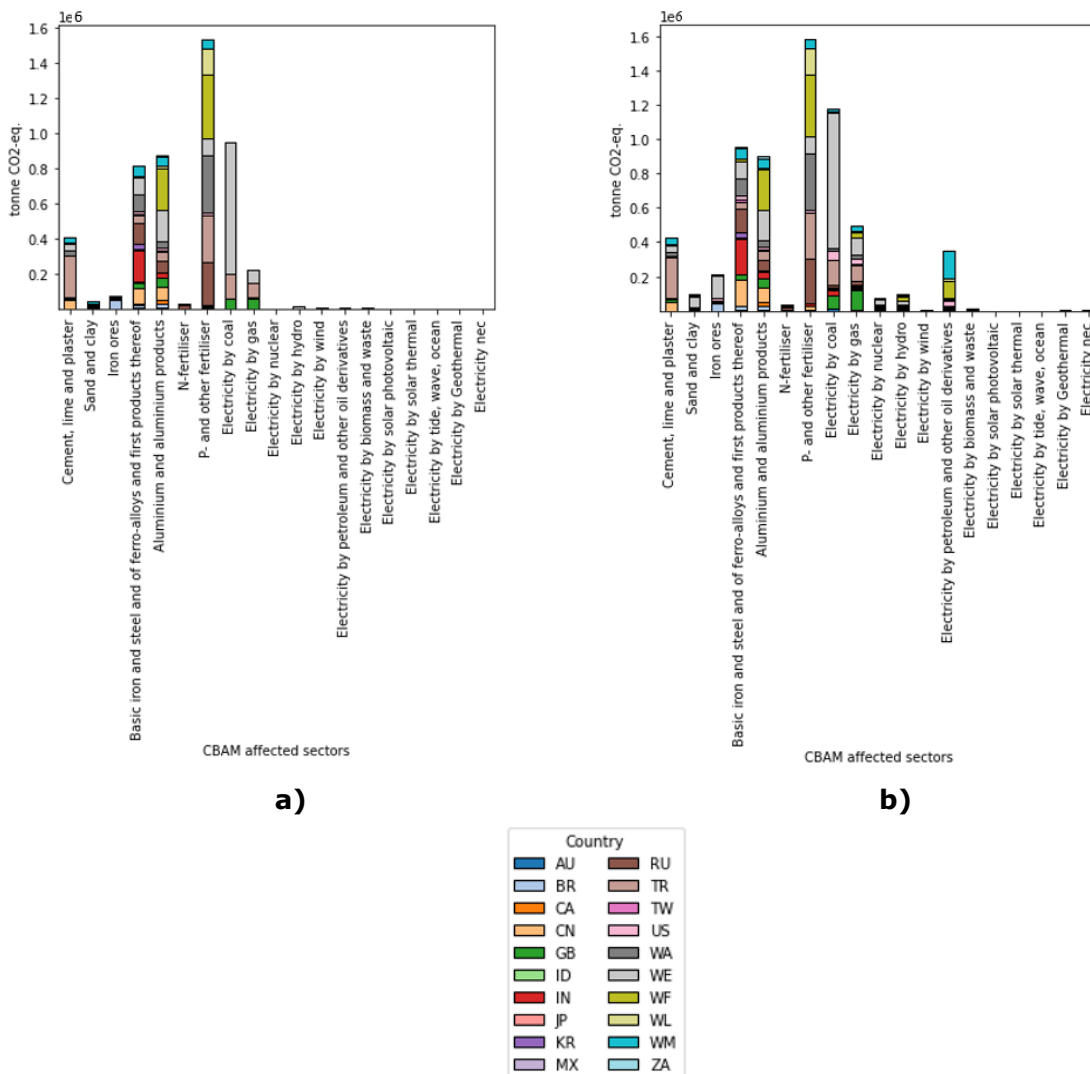 1e6
1.6
1.4
1.2
1.0
0.8
0.6
0.4
0.2
tonne CO2-eq.
Cement, lime and plaster
Sand and clay
Iron ores
Basic iron and steel and of ferro-alloys and first products thereof
Aluminium and aluminium products
N-fertiliser
P- and other fertiliser
Electricity by coal
Electricity by gas
Electricity by nuclear
Electricity by hydro
Electricity by wind
Electricity by petroleum and other oil derivatives
Electricity by biomass and waste
Electricity by solar photovoltaic
Electricity by solar thermal
Electricity by tide, wave, ocean
Electricity by Geothermal
Electricity nec
CBAM affected sectors
a)
1e6
1.6
1.4
1.2
1.0
0.8
0.6
0.4
0.2
tonne CO2-eq.
Cement, lime and plaster
Sand and clay
Iron ores
Basic iron and steel and of ferro-alloys and first products thereof
Aluminium and aluminium products
N-fertiliser
P- and other fertiliser
Electricity by coal
Electricity by gas
Electricity by nuclear
Electricity by hydro
Electricity by wind
Electricity by petroleum and other oil derivatives
Electricity by biomass and waste
Electricity by solar photovoltaic
Electricity by solar thermal
Electricity by tide, wave, ocean
Electricity by Geothermal
Electricity nec
CBAM affected sectors
b)
Country
AU RU
BR TR
CA TW
CN US
GB WA
ID WE
IN WF
JP WL
KR WM
MX ZA